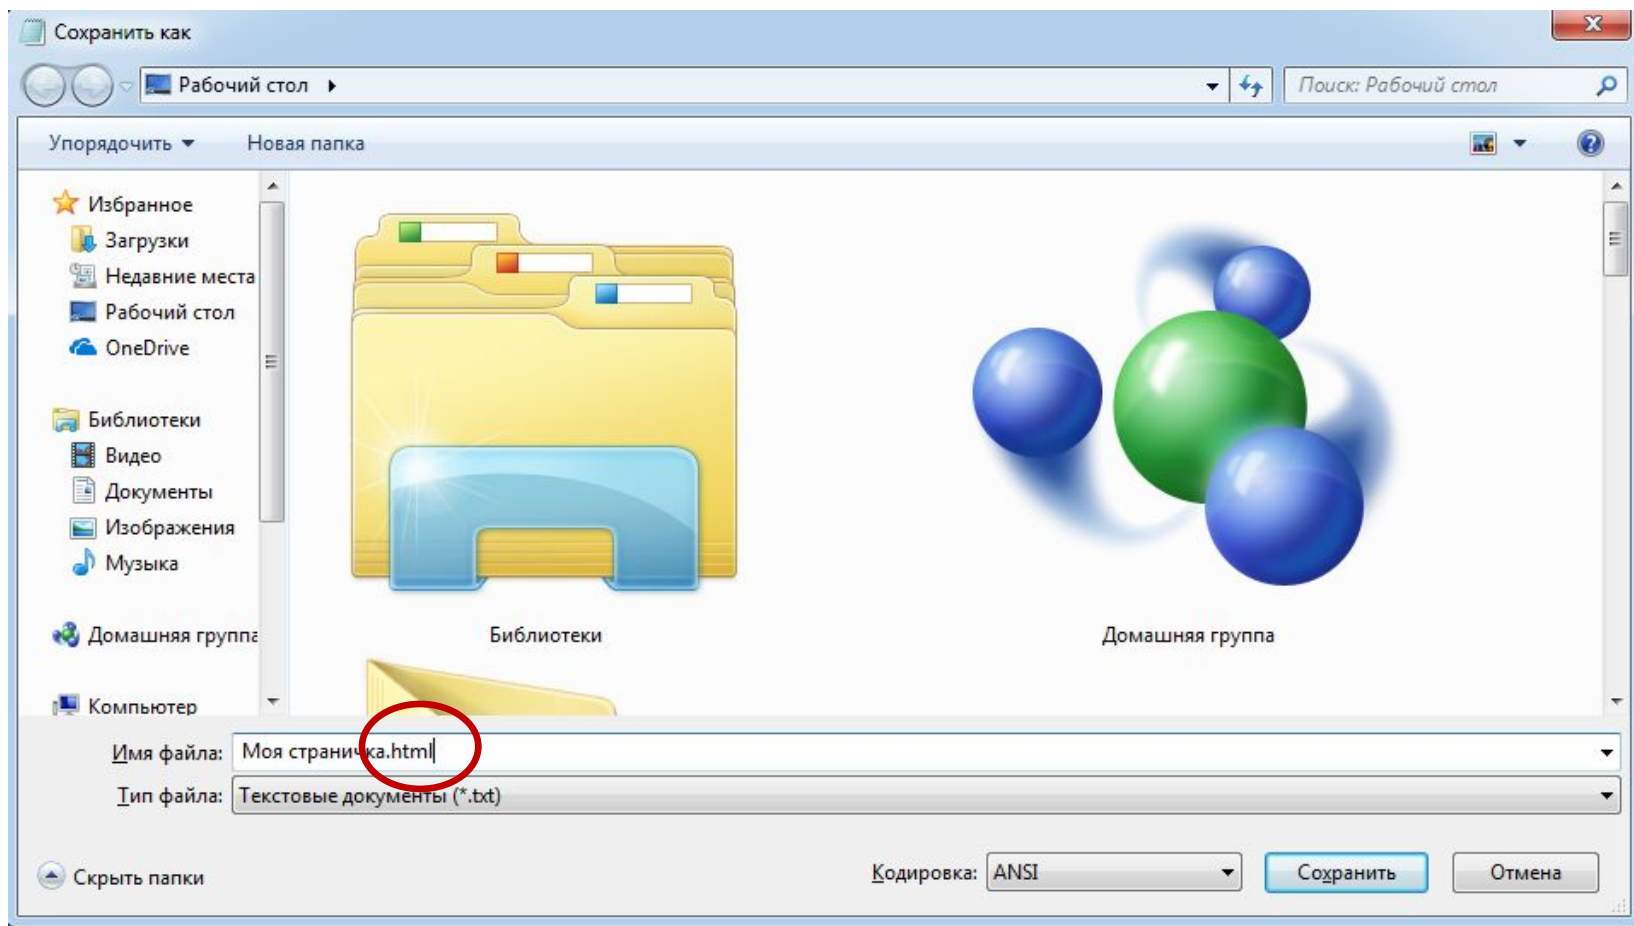 Сохранить как
Рабочий стол
Поиск: Рабочий стол
Упорядочить
Новая папка
Избранное
Загрузки
Недавние места
Рабочий стол
OneDrive
Библиотеки
Видео
Документы
Изображения
Музыка
Домашняя группа
Компьютер
Библиотеки
Домашняя группа
Имя файла: Моя страничка.html
Тип файла: Текстовые документы (*.txt)
Скрыть папки
Кодировка: ANSI
Сохранить
Отмена